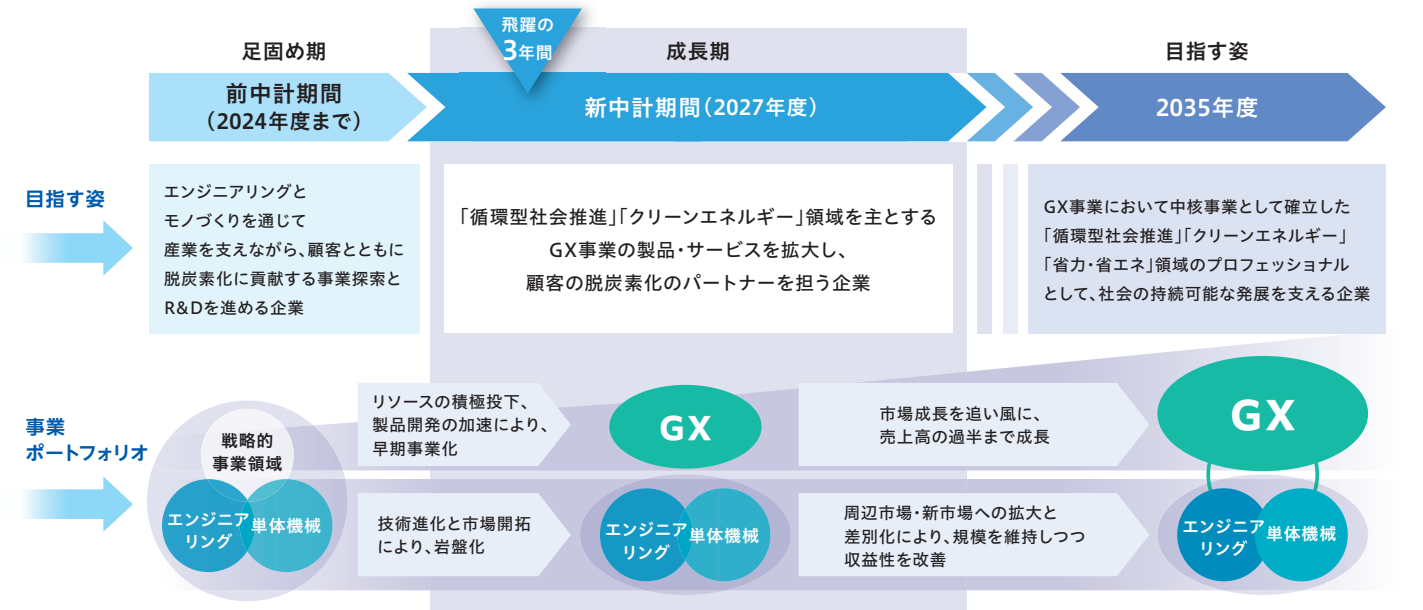 飛躍の
3年間
足固め期
成長期
目指す姿
前中計期間
（2024年度まで）
新中計期間（2027年度）
2035年度
目指す姿
エンジニアリングと
モノづくりを通じて
産業を支えながら、顧客とともに
脱炭素化に貢献する事業探索と
R&Dを進める企業
「循環型社会推進」「クリーンエネルギー」領域を主とする
GX事業の製品・サービスを拡大し、
顧客の脱炭素化のパートナーを担う企業
GX事業において中核事業として確立した
「循環型社会推進」「クリーンエネルギー」
「省力・省エネ」領域のプロフェッショナル
として、社会の持続可能な発展を支える企業
事業
ポートフォリオ
戦略的
事業領域
エンジニア
リング
単体機械
リソースの積極投下、
製品開発の加速により、
早期事業化
技術進化と市場開拓
により、岩盤化
GX
エンジニア
リング
単体機械
市場成長を追い風に、
売上高の過半まで成長
周辺市場・新市場への拡大と
差別化により、規模を維持しつつ
収益性を改善
GX
エンジニア
リング
単体機械